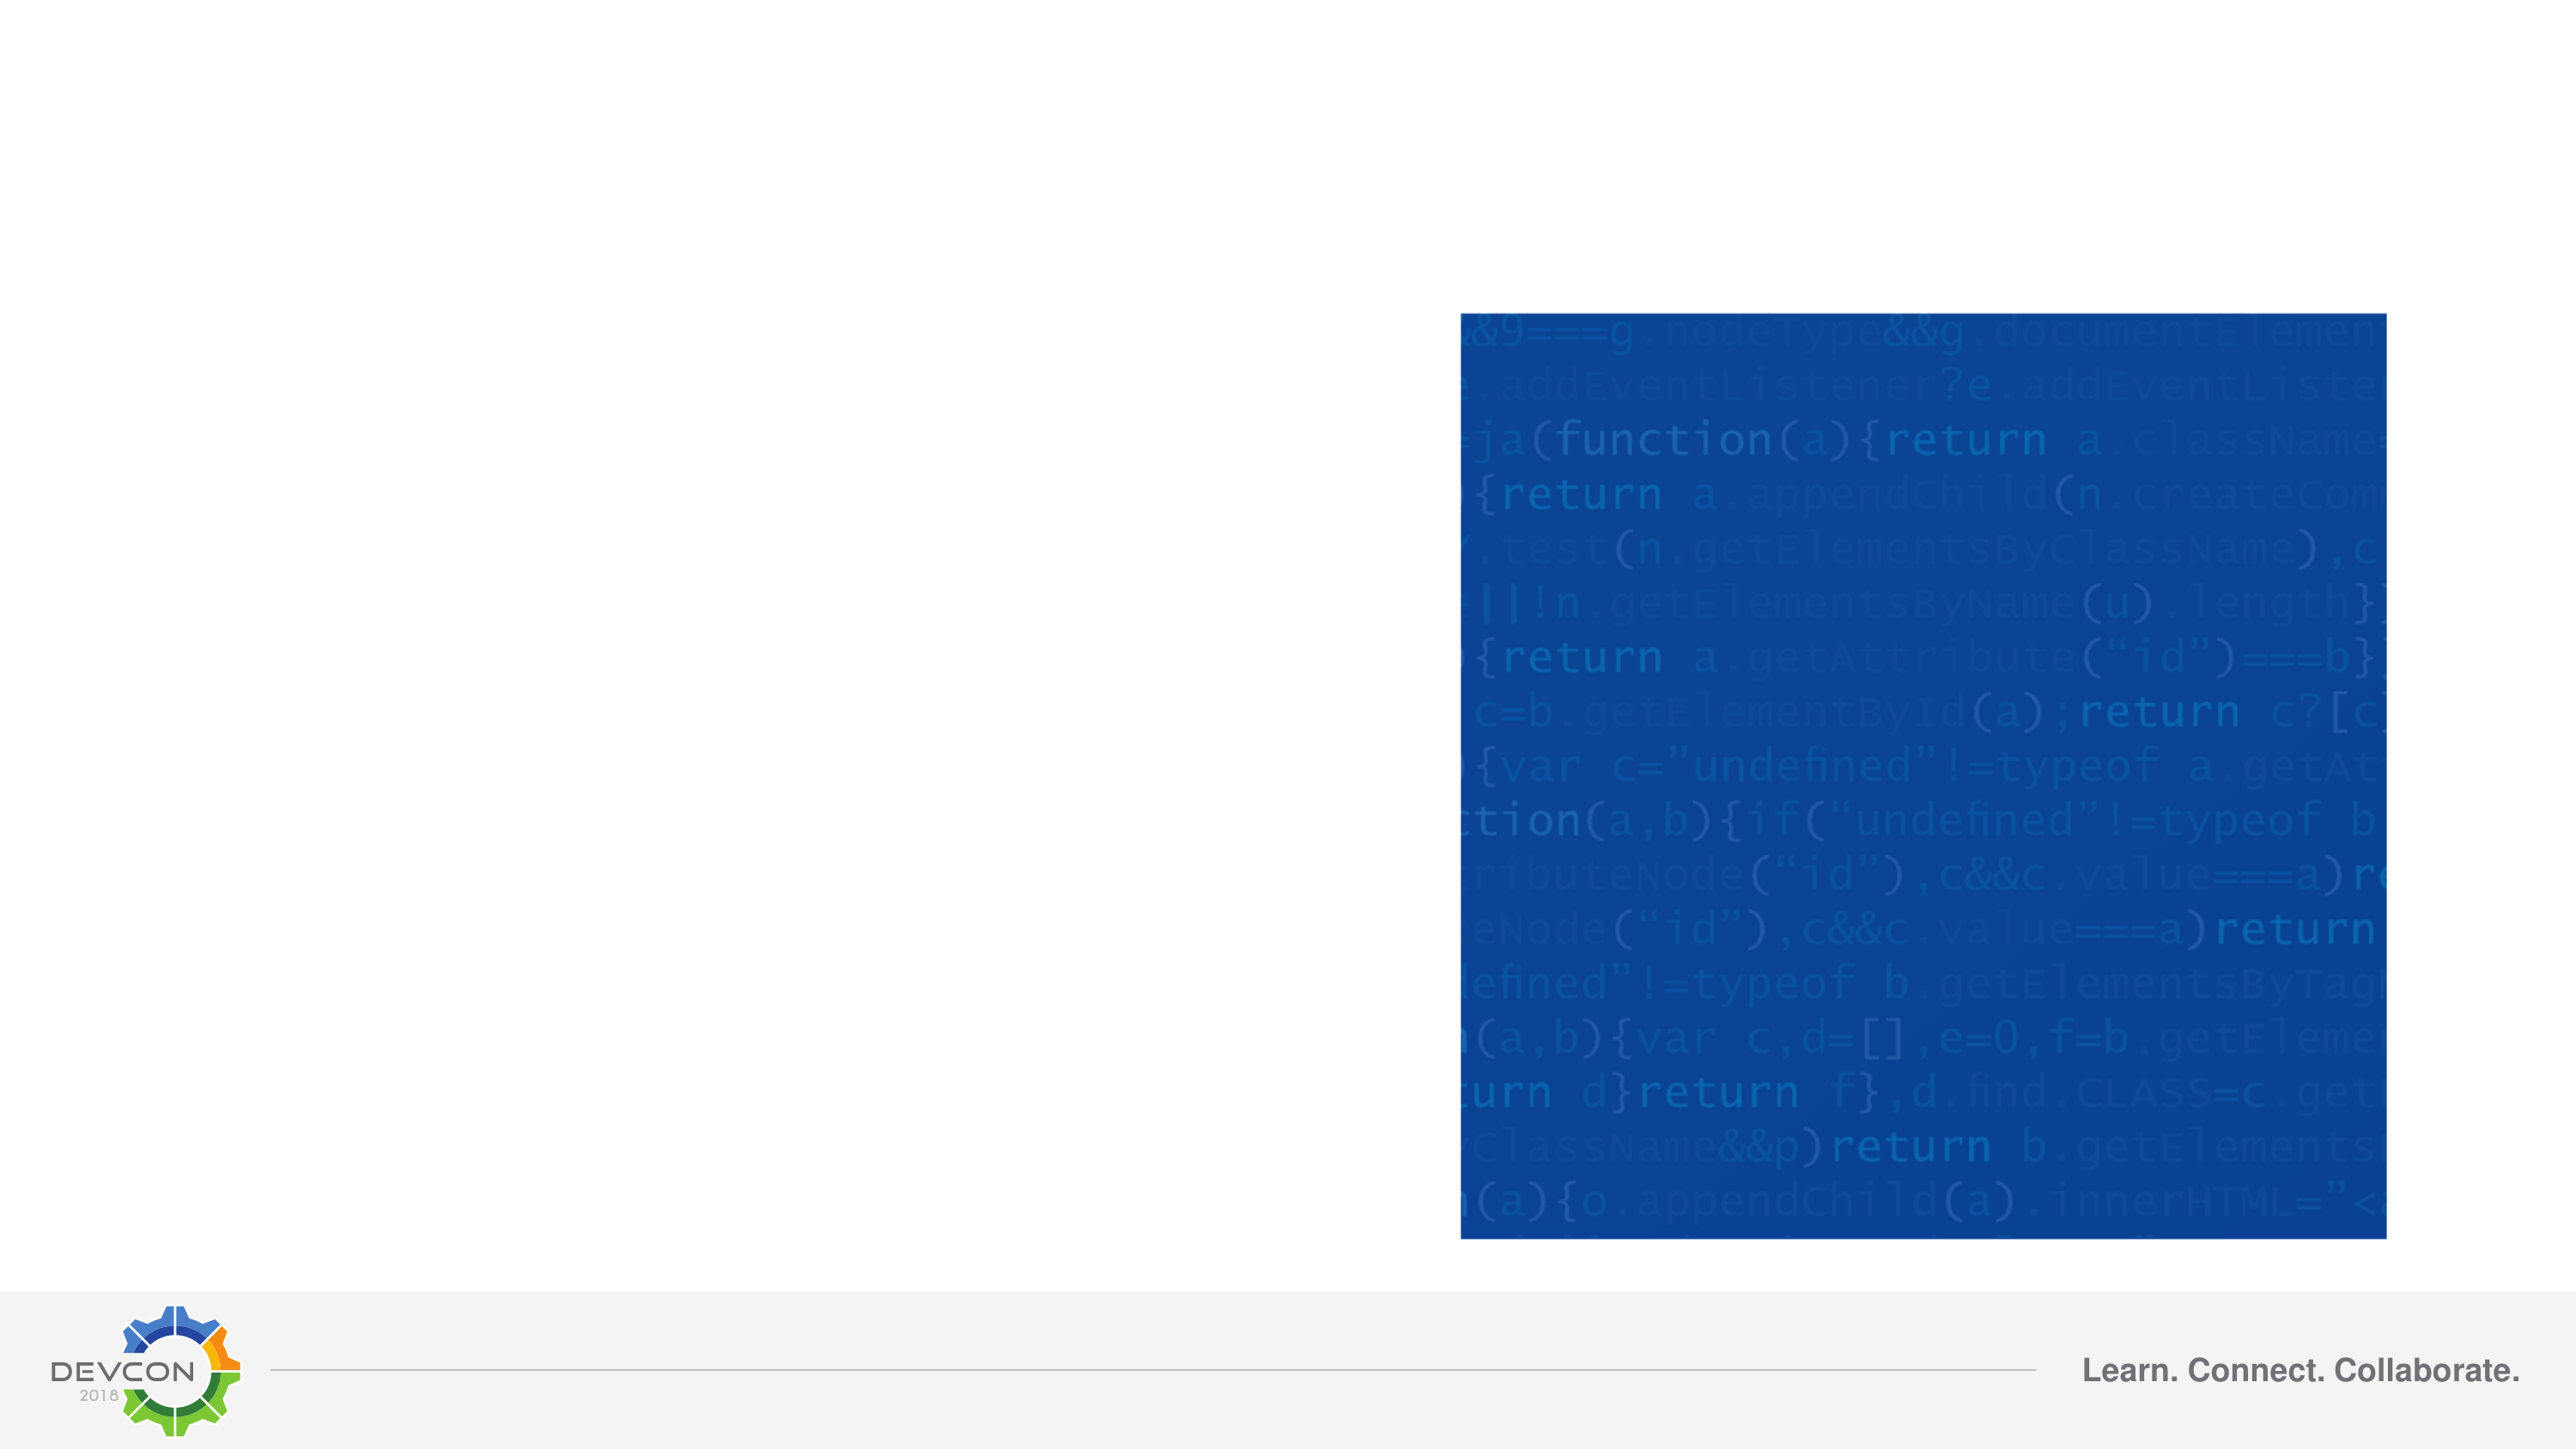 &9===g.nodeType&&g.documentElemen
.addEventListener?e.addEventListe
=ja(function(a){return a.className=
{return a.appendChild(n.createCom
.test(n.getElementsByClassName),c
||!n.getElementsByName(u).length}
{return a.getAttribute(“id”)===b}
c=b.getElementById(a);return c?[c
{var c=”undefined”!=typeof a.getAt
ction(a,b){if(“undefined”!=typeof b
tributeNode(“id”),c&&c.value===a)re
eNode(“id”),c&&c.value===a)return
defined”!=typeof b.getElementsByTag
(a,b){var c,d=[],e=0,f=b.getEleme
turn d}return f},d.find.CLASS=c.get
ClassName&&p)return b.getElements
(a){o.appendChild(a).innerHTML=”<a
DEVCON
2018
Learn. Connect. Collaborate.